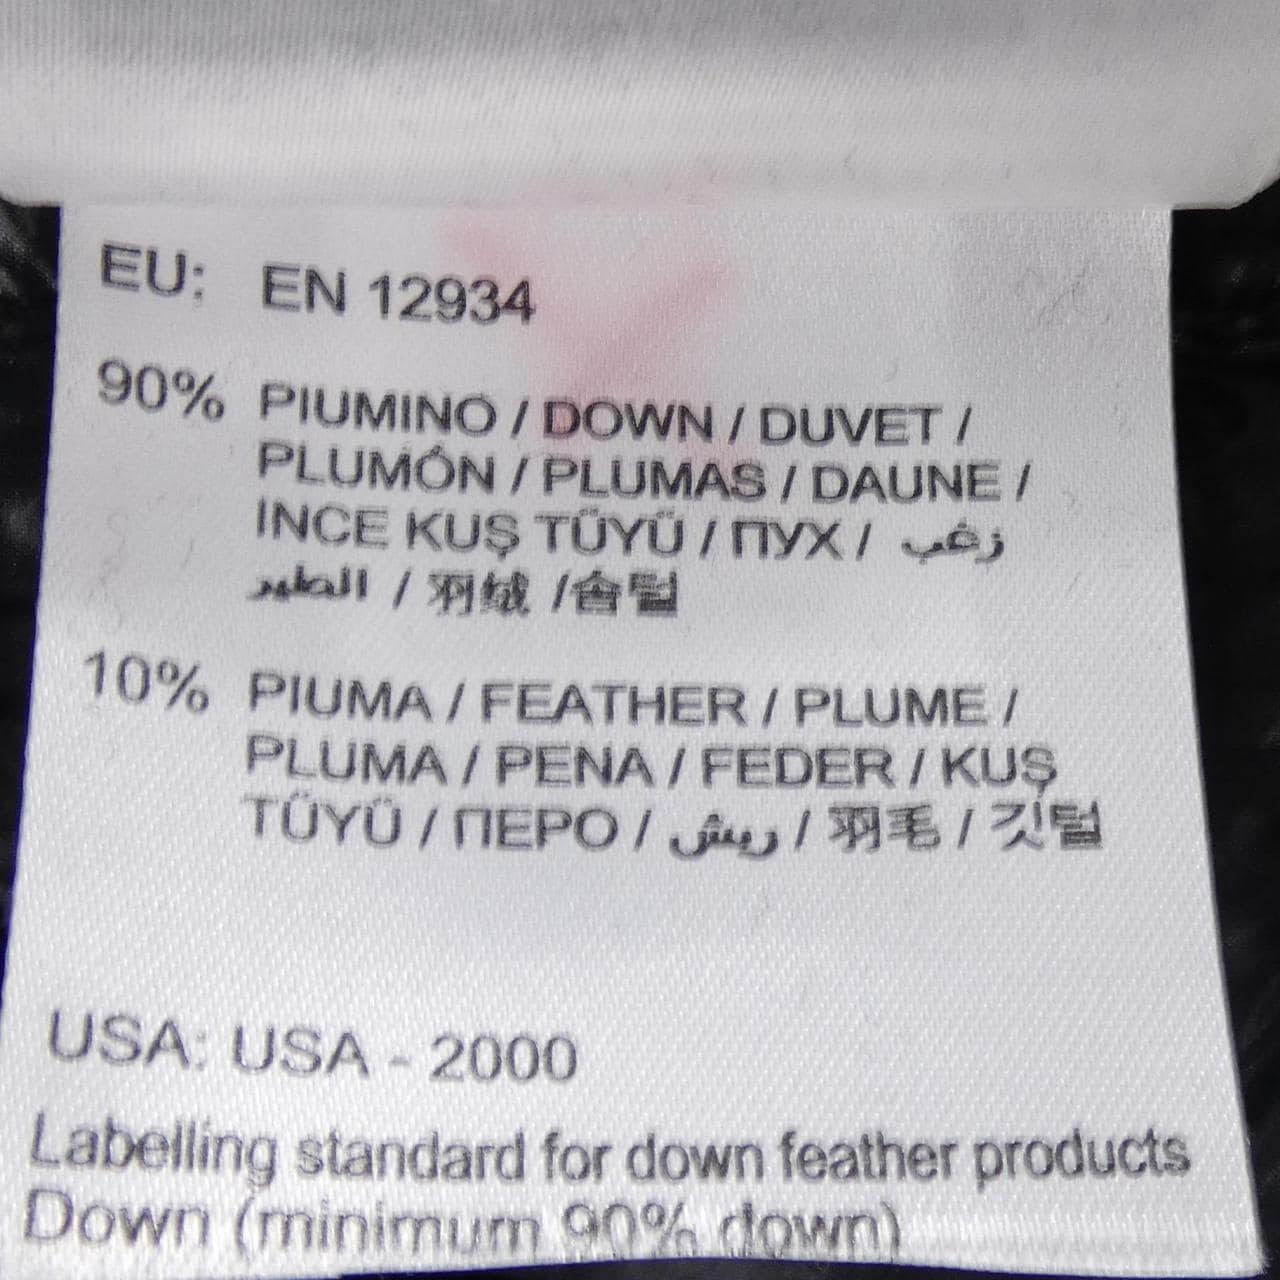 EU: EN 12934
90% PIUMINO / DOWN / DUVET /
PLUMÓN / PLUMAS / DAUNE /
İNCE KUŞ TÜYÜ / ПУХ / زغب
الطير / 羽绒 /솜털
10% PIUMA / FEATHER / PLUME /
PLUMA / PENA / FEDER / KUŞ
TÜYÜ / ПЕРО / ريش / 羽毛 / 깃털
USA: USA - 2000
Labelling standard for down feather products
Down (minimum 90% down)